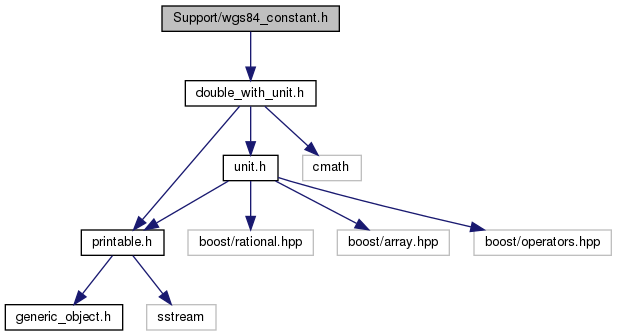 Support/wgs84_constant.h
double_with_unit.h
unit.h
cmath
printable.h
boost/rational.hpp
boost/array.hpp
boost/operators.hpp
generic_object.h
sstream